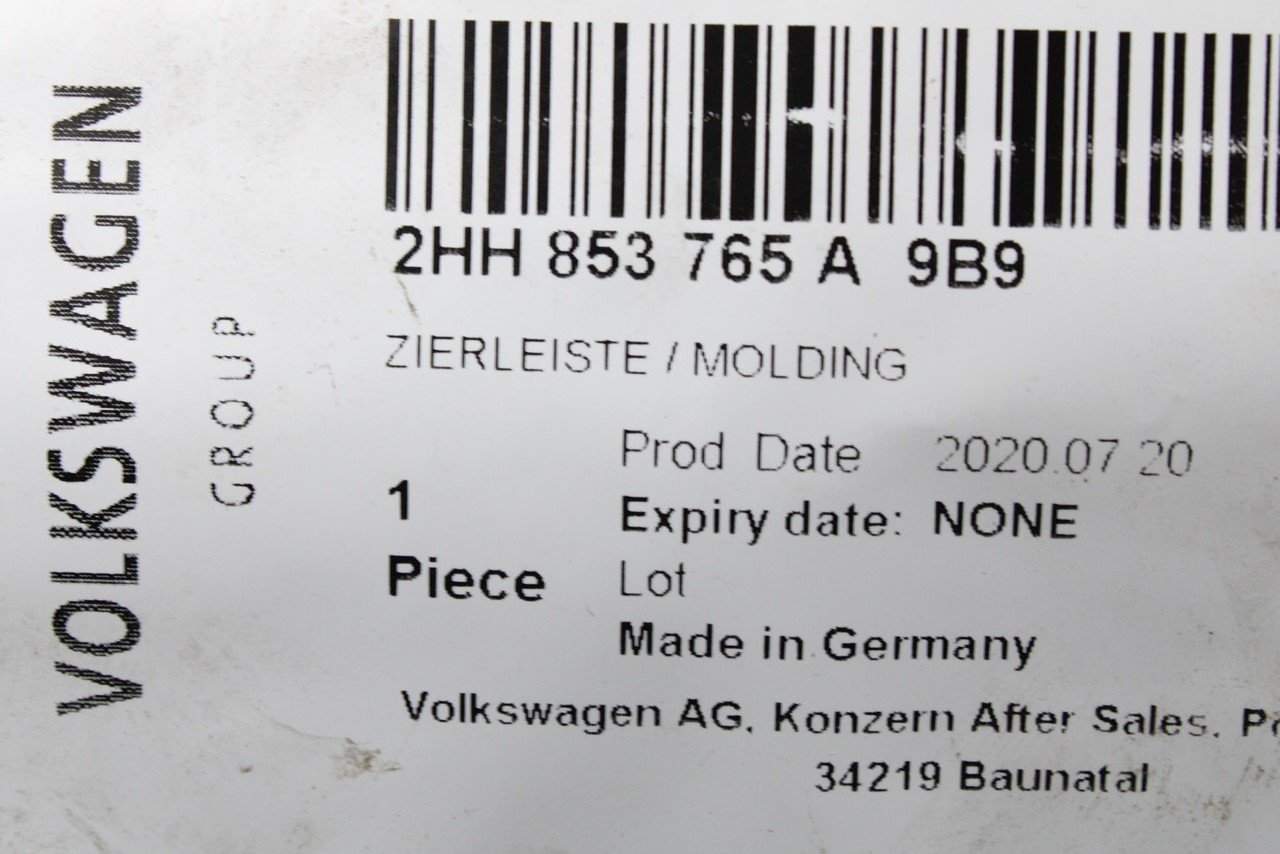 VOLKSWAGEN
GROUP
2HH 853 765 A 9B9
ZIERLEISTE / MOLDING
Prod Date 2020.07 20
1
Expiry date: NONE
Piece
Lot
Made in Germany
Volkswagen AG, Konzern After Sales,
34219 Baunatal